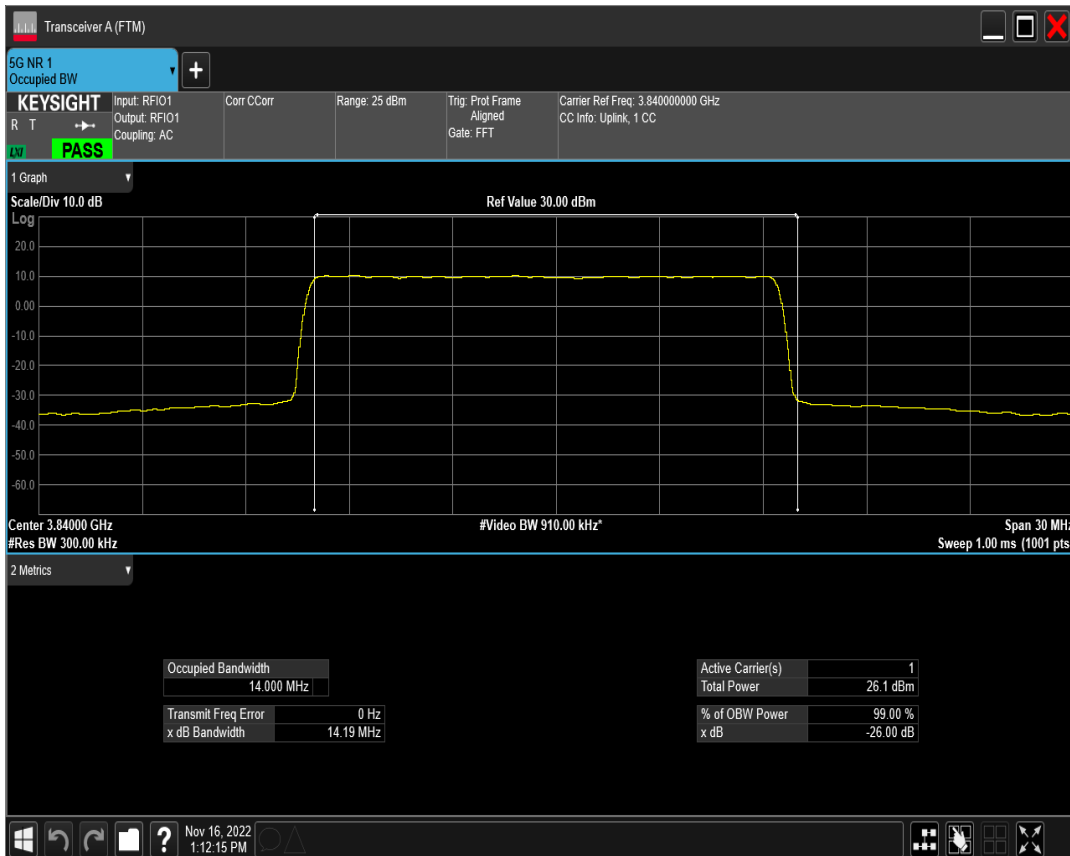 Transceiver A (FTM)
5G NR 1
Occupied BW
+
KEYSIGHT
R T
LXI
PASS
Input: RFIO1
Output: RFIO1
Coupling: AC
Corr CCorr
Range: 25 dBm
Trig: Prot Frame
Aligned
Gate: FFT
Carrier Ref Freq: 3.840000000 GHz
CC Info: Uplink, 1 CC
1 Graph
Scale/Div 10.0 dB
Ref Value 30.00 dBm
Log
20.0
10.0
0.00
-10.0
-20.0
-30.0
-40.0
-50.0
-60.0
Center 3.84000 GHz
#Video BW 910.00 kHz*
Span 30 MHz
#Res BW 300.00 kHz
Sweep 1.00 ms (1001 pts
2 Metrics
Occupied Bandwidth
14.000 MHz
Transmit Freq Error 0 Hz
x dB Bandwidth 14.19 MHz
Active Carrier(s) 1
Total Power 26.1 dBm
% of OBW Power 99.00 %
x dB -26.00 dB
?
Nov 16, 2022
1:12:15 PM